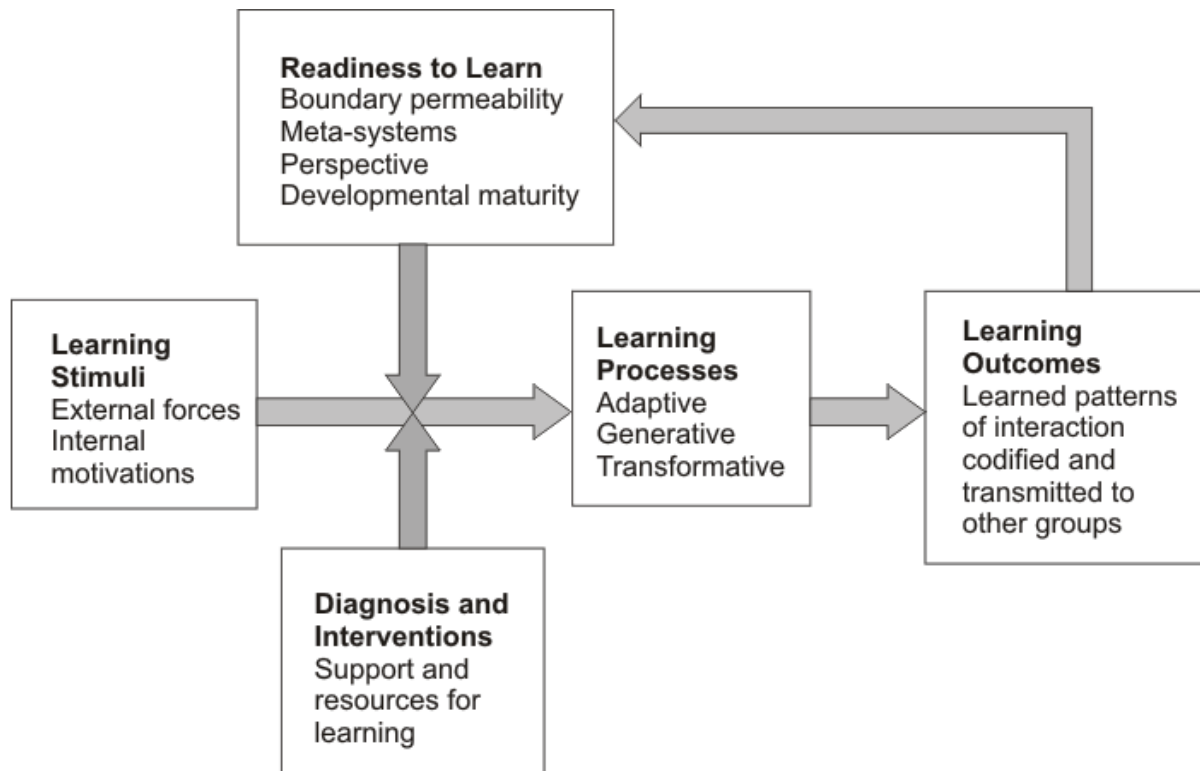 Readiness to Learn
Boundary permeability
Meta-systems
Perspective
Developmental maturity
Learning
Stimuli
External forces
Internal
motivations
Learning
Processes
Adaptive
Generative
Transformative
Learning
Outcomes
Learned patterns
of interaction
codified and
transmitted to
other groups
Diagnosis and
Interventions
Support and
resources for
learning